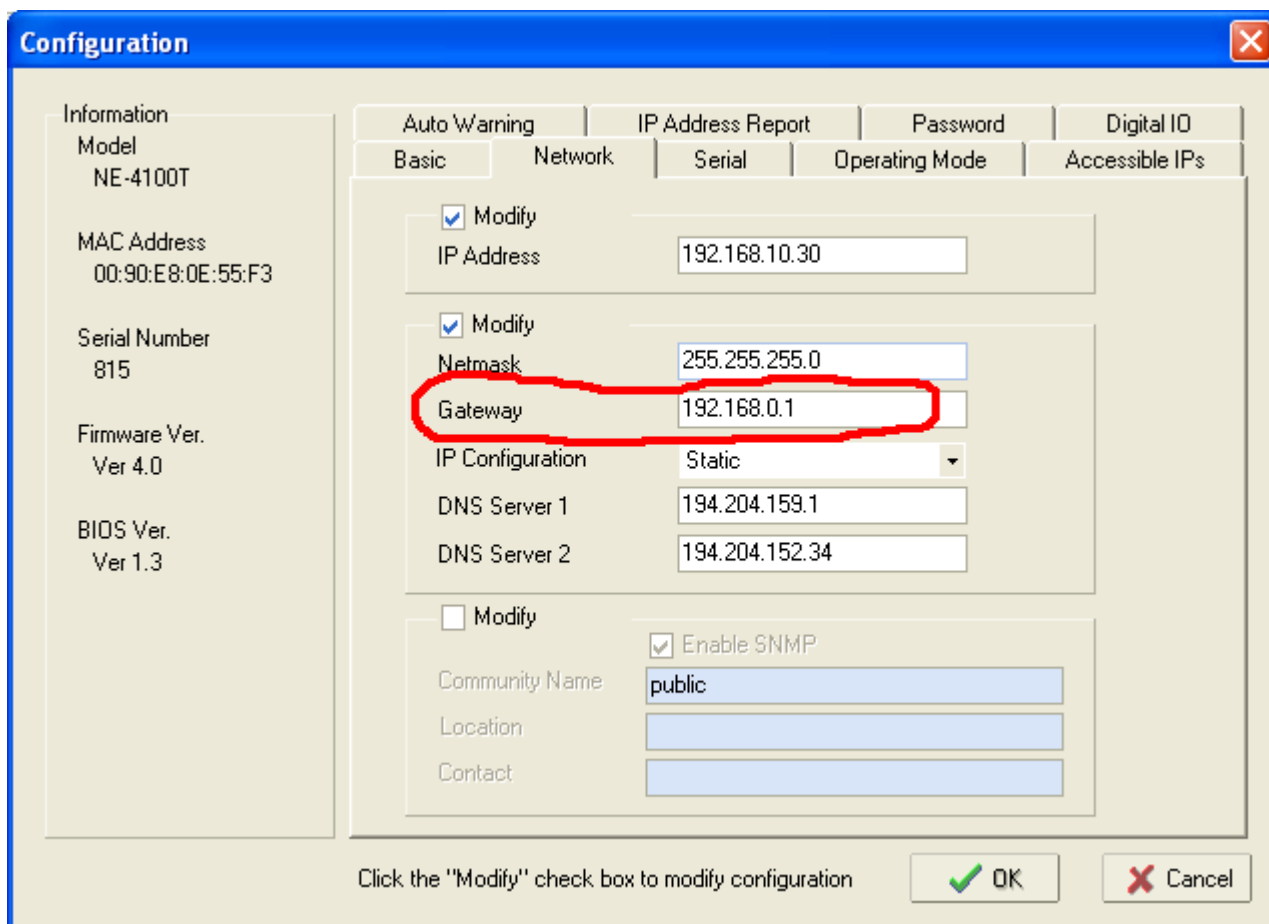 Configuration
Information
Model
NE-4100T
MAC Address
00:90:E8:0E:55:F3
Serial Number
815
Firmware Ver.
Ver 4.0
BIOS Ver.
Ver 1.3
Auto Warning IP Address Report Password Digital IO
Basic Network Serial Operating Mode Accessible IPs
Modify
IP Address 192.168.10.30
Modify
Netmask 255.255.255.0
Gateway 192.168.0.1
IP Configuration Static
DNS Server 1 194.204.159.1
DNS Server 2 194.204.152.34
Modify
Enable SNMP
Community Name public
Location
Contact
Click the "Modify" check box to modify configuration OK Cancel